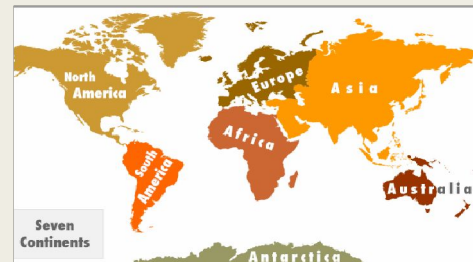 North
America
Europe
Asia
Africa
South
America
Australia
Seven
Continents
Antarctica